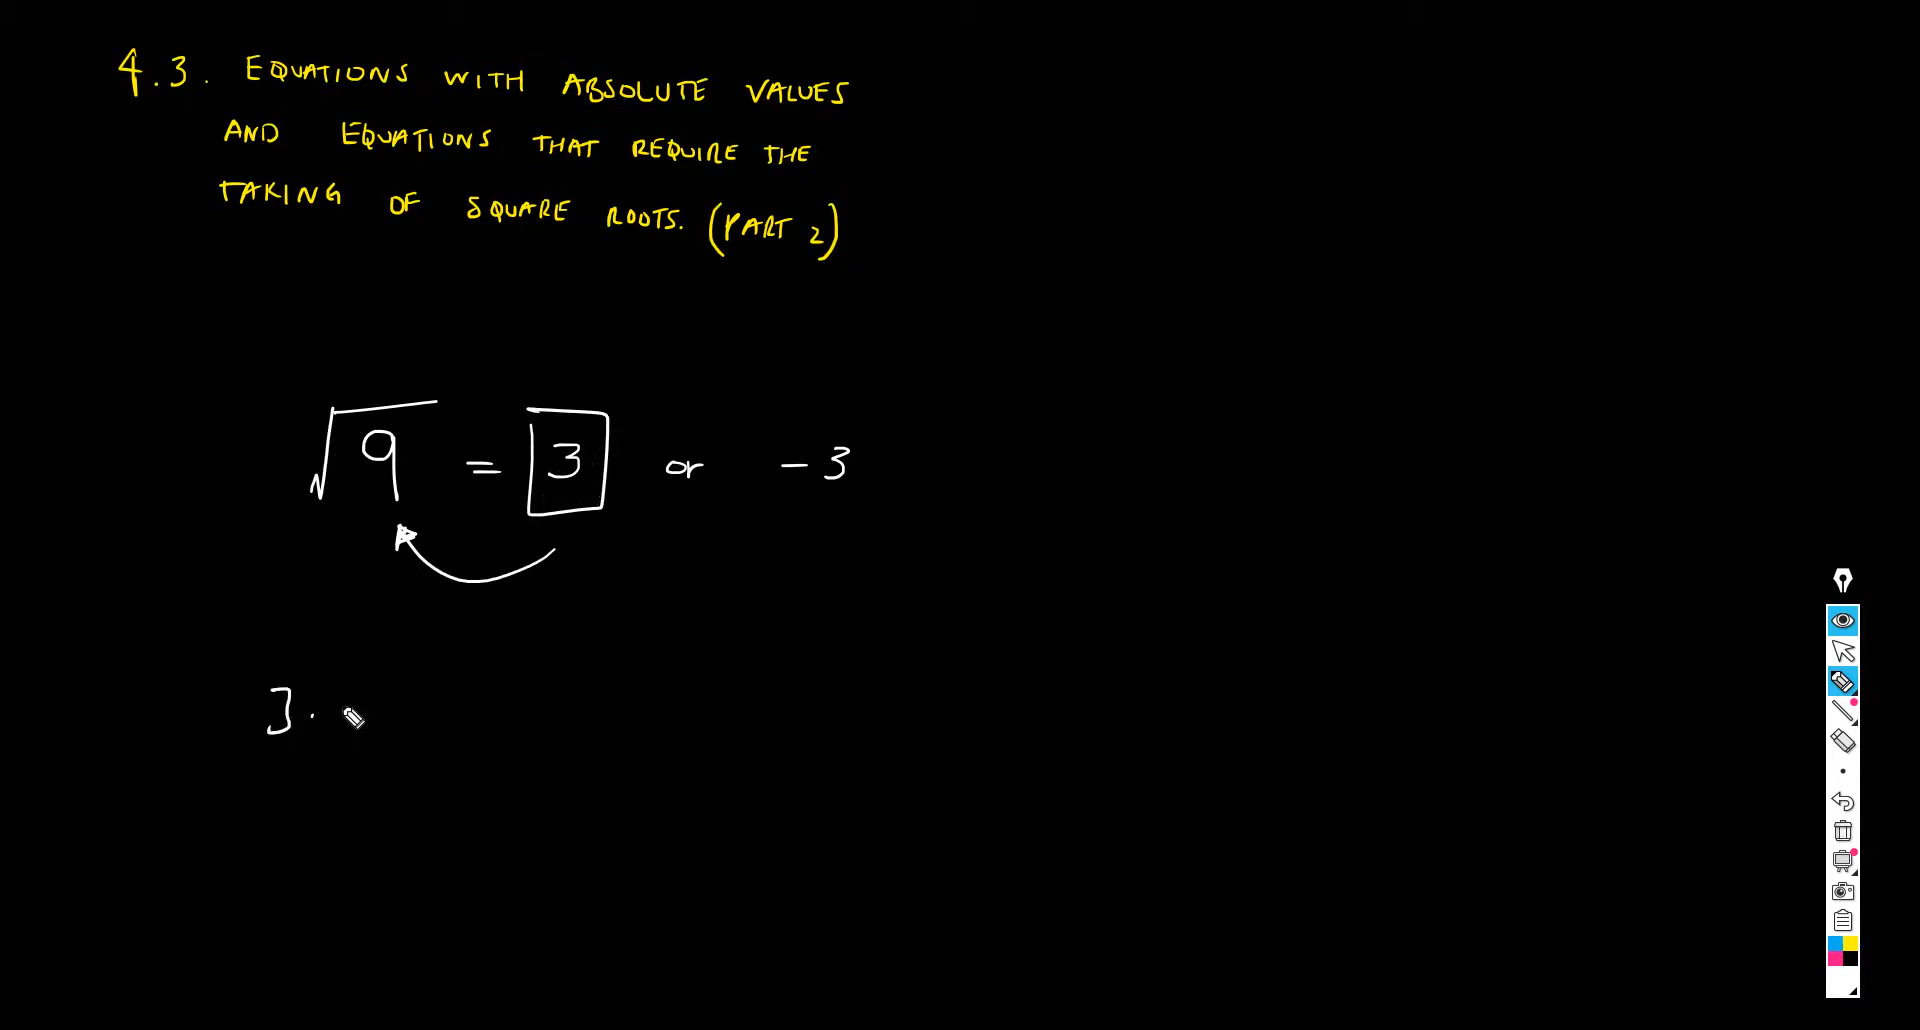 4.3. EQUATIONS WITH ABSOLUTE VALUES
AND EQUATIONS THAT REQUIRE THE
TAKING OF SQUARE ROOTS. (PART 2)
√9 = 3 or -3
3.